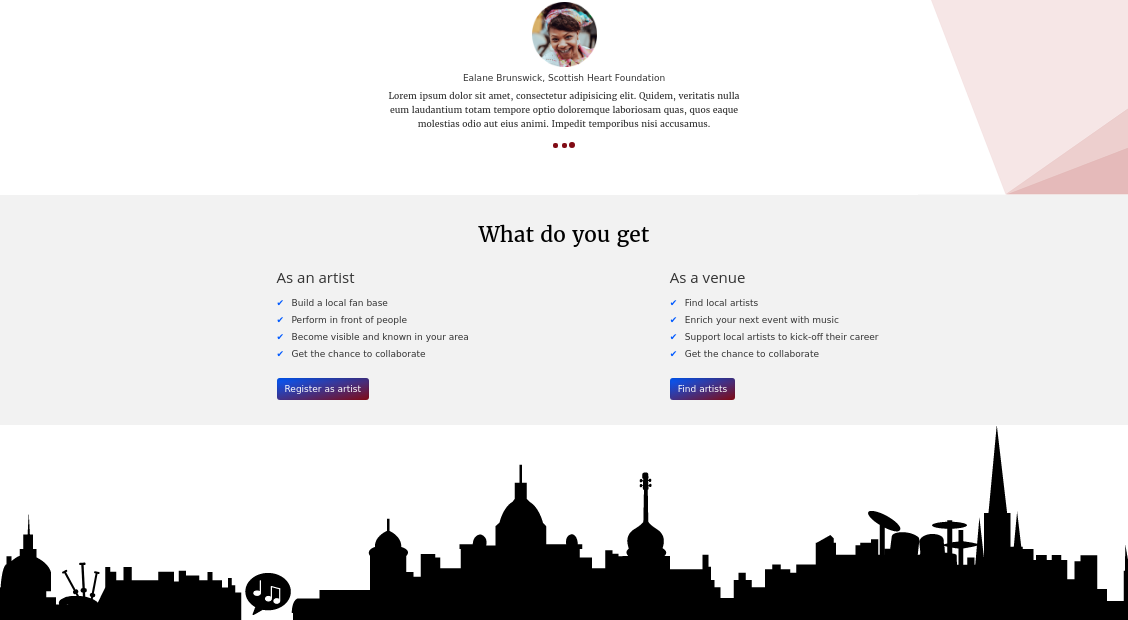 Ealane Brunswick, Scottish Heart Foundation
Lorem ipsum dolor sit amet, consectetur adipisicing elit. Quidem, veritatis nulla
eum laudantium totam tempore optio doloremque laboriosam quas, quos eaque
molestias odio aut eius animi. Impedit temporibus nisi accusamus.
What do you get
As an artist
✔ Build a local fan base
✔ Perform in front of people
✔ Become visible and known in your area
✔ Get the chance to collaborate
Register as artist
As a venue
✔ Find local artists
✔ Enrich your next event with music
✔ Support local artists to kick-off their career
✔ Get the chance to collaborate
Find artists